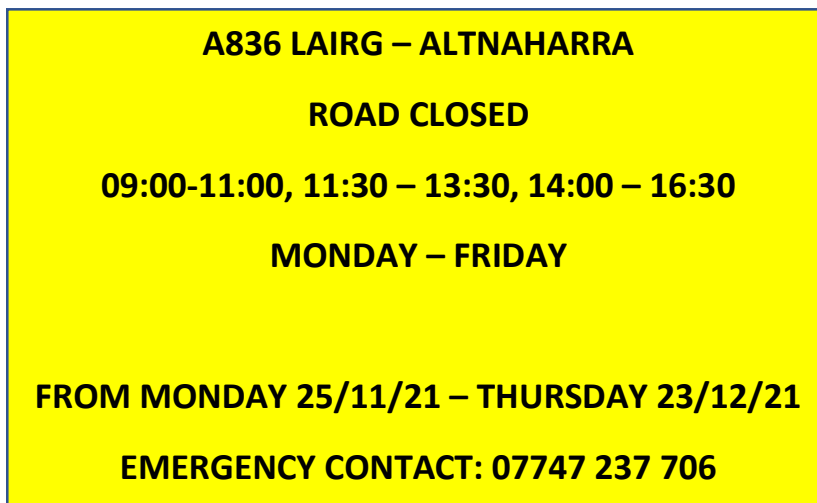 A836 LAIRG – ALTNAHARRA
ROAD CLOSED
09:00-11:00, 11:30 – 13:30, 14:00 – 16:30
MONDAY – FRIDAY
FROM MONDAY 25/11/21 – THURSDAY 23/12/21
EMERGENCY CONTACT: 07747 237 706